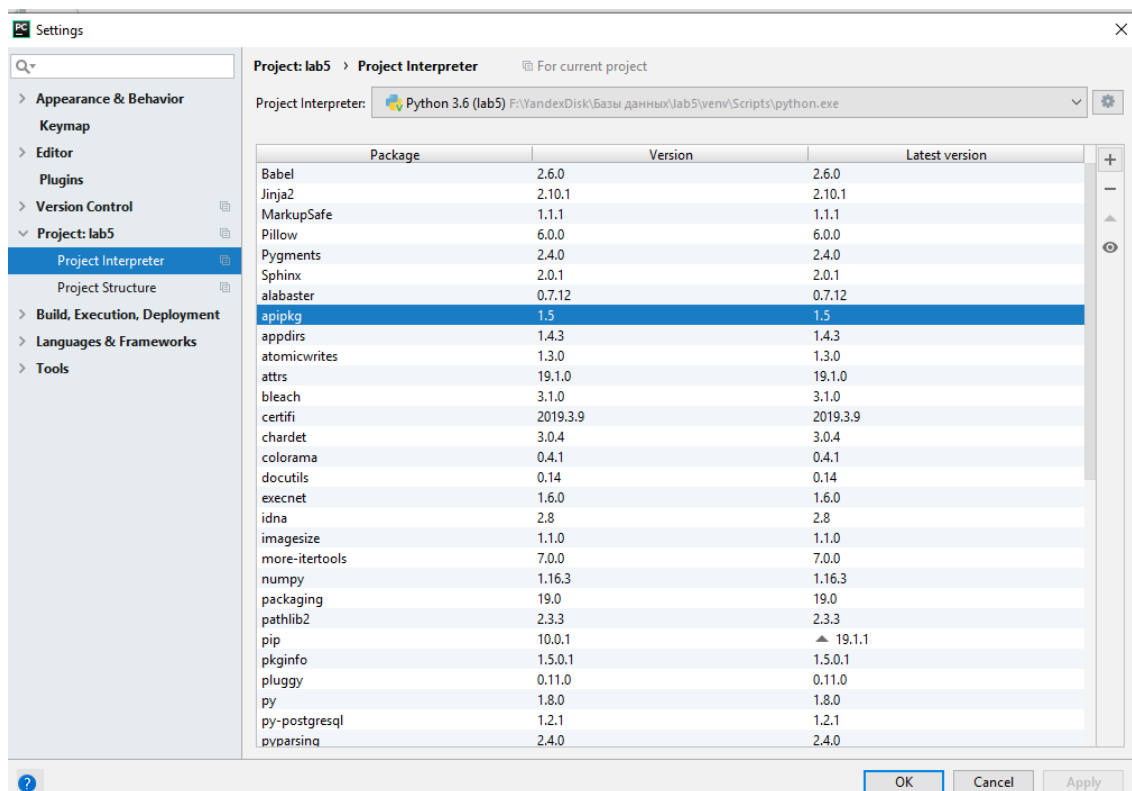 PC Settings
Project: lab5 › Project Interpreter For current project
Appearance & Behavior
Keymap
Editor
Plugins
Version Control
Project: lab5
Project Interpreter
Project Structure
Build, Execution, Deployment
Languages & Frameworks
Tools
Project Interpreter: Python 3.6 (lab5) F:\YandexDisk\Базы данных\lab5\venv\Scripts\python.exe
Package Version Latest version
Babel 2.6.0 2.6.0
Jinja2 2.10.1 2.10.1
MarkupSafe 1.1.1 1.1.1
Pillow 6.0.0 6.0.0
Pygments 2.4.0 2.4.0
Sphinx 2.0.1 2.0.1
alabaster 0.7.12 0.7.12
apipkg 1.5 1.5
appdirs 1.4.3 1.4.3
atomicwrites 1.3.0 1.3.0
attrs 19.1.0 19.1.0
bleach 3.1.0 3.1.0
certifi 2019.3.9 2019.3.9
chardet 3.0.4 3.0.4
colorama 0.4.1 0.4.1
docutils 0.14 0.14
execnet 1.6.0 1.6.0
idna 2.8 2.8
imagesize 1.1.0 1.1.0
more-itertools 7.0.0 7.0.0
numpy 1.16.3 1.16.3
packaging 19.0 19.0
pathlib2 2.3.3 2.3.3
pip 10.0.1 19.1.1
pkginfo 1.5.0.1 1.5.0.1
pluggy 0.11.0 0.11.0
py 1.8.0 1.8.0
py-postgresql 1.2.1 1.2.1
pyparsing 2.4.0 2.4.0
? OK Cancel Apply